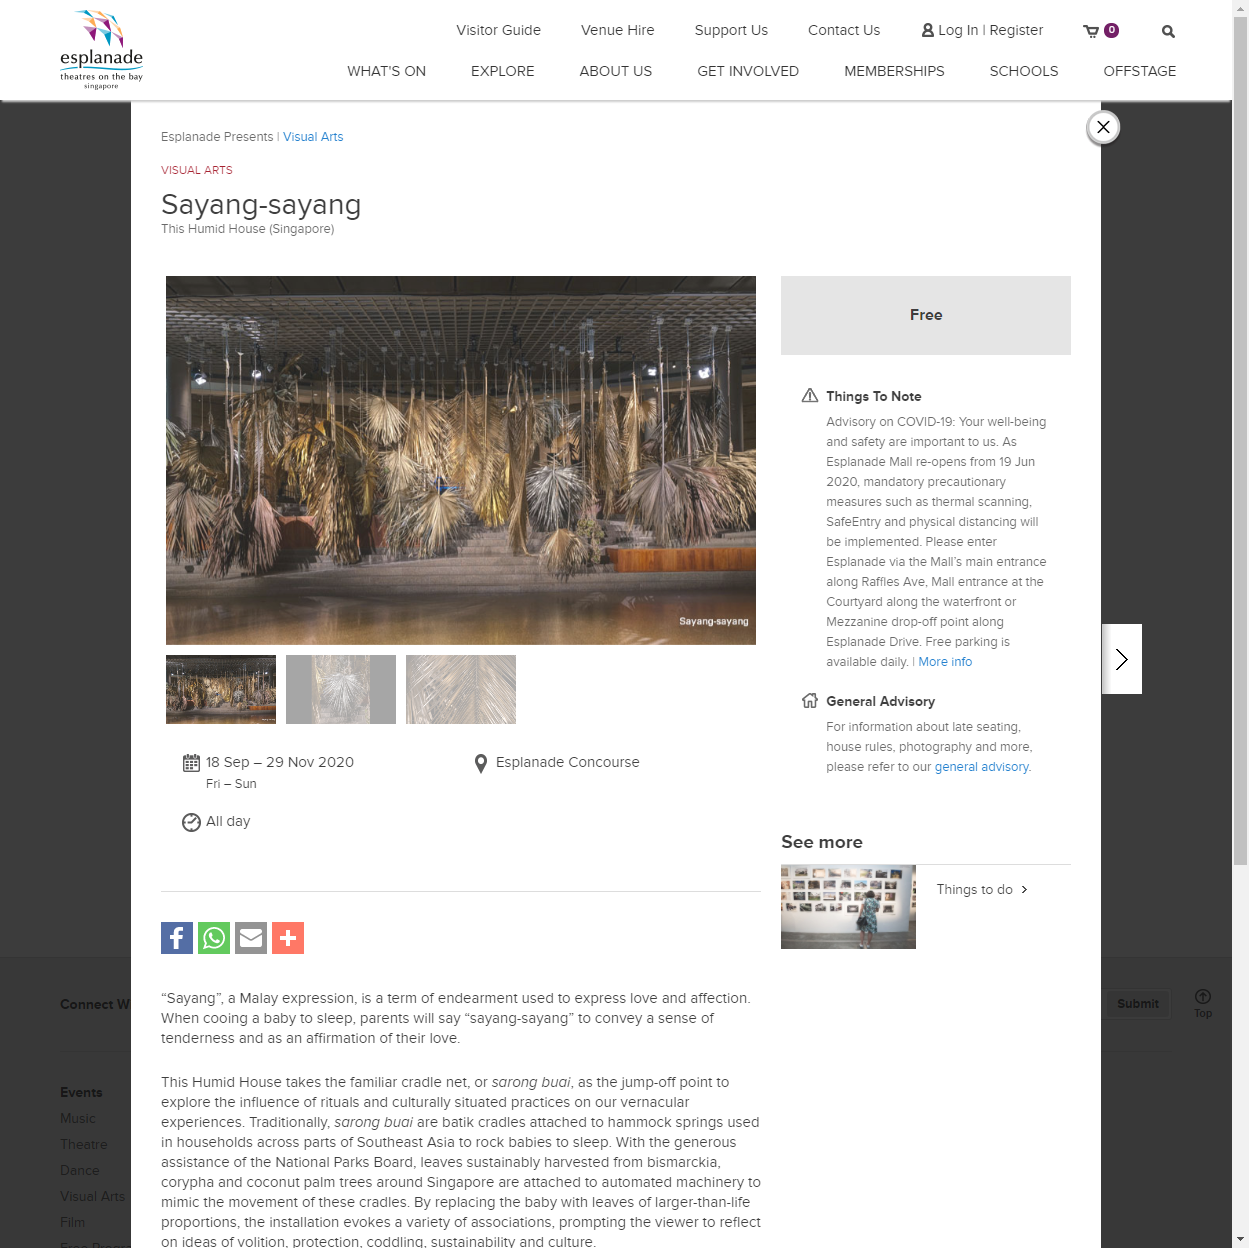 esplanade
theatres on the bay
singapore
Visitor Guide
Venue Hire
Support Us
Contact Us
Log In | Register
0
WHAT'S ON
EXPLORE
ABOUT US
GET INVOLVED
MEMBERSHIPS
SCHOOLS
OFFSTAGE
Esplanade Presents | Visual Arts
VISUAL ARTS
Sayang-sayang
This Humid House (Singapore)
Sayang-sayang
18 Sep – 29 Nov 2020
Fri – Sun
Esplanade Concourse
All day
“Sayang”, a Malay expression, is a term of endearment used to express love and affection.
When cooing a baby to sleep, parents will say “sayang-sayang” to convey a sense of
tenderness and as an affirmation of their love.
This Humid House takes the familiar cradle net, or sarong buai, as the jump-off point to
explore the influence of rituals and culturally situated practices on our vernacular
experiences. Traditionally, sarong buai are batik cradles attached to hammock springs used
in households across parts of Southeast Asia to rock babies to sleep. With the generous
assistance of the National Parks Board, leaves sustainably harvested from bismarckia,
corypha and coconut palm trees around Singapore are attached to automated machinery to
mimic the movement of these cradles. By replacing the baby with leaves of larger-than-life
proportions, the installation evokes a variety of associations, prompting the viewer to reflect
on ideas of volition, protection, coddling, sustainability and culture.
Free
Things To Note
Advisory on COVID-19: Your well-being
and safety are important to us. As
Esplanade Mall re-opens from 19 Jun
2020, mandatory precautionary
measures such as thermal scanning,
SafeEntry and physical distancing will
be implemented. Please enter
Esplanade via the Mall’s main entrance
along Raffles Ave, Mall entrance at the
Courtyard along the waterfront or
Mezzanine drop-off point along
Esplanade Drive. Free parking is
available daily. | More info
General Advisory
For information about late seating,
house rules, photography and more,
please refer to our general advisory.
See more
Things to do
Connect W
Submit
Top
Events
Music
Theatre
Dance
Visual Arts
Film